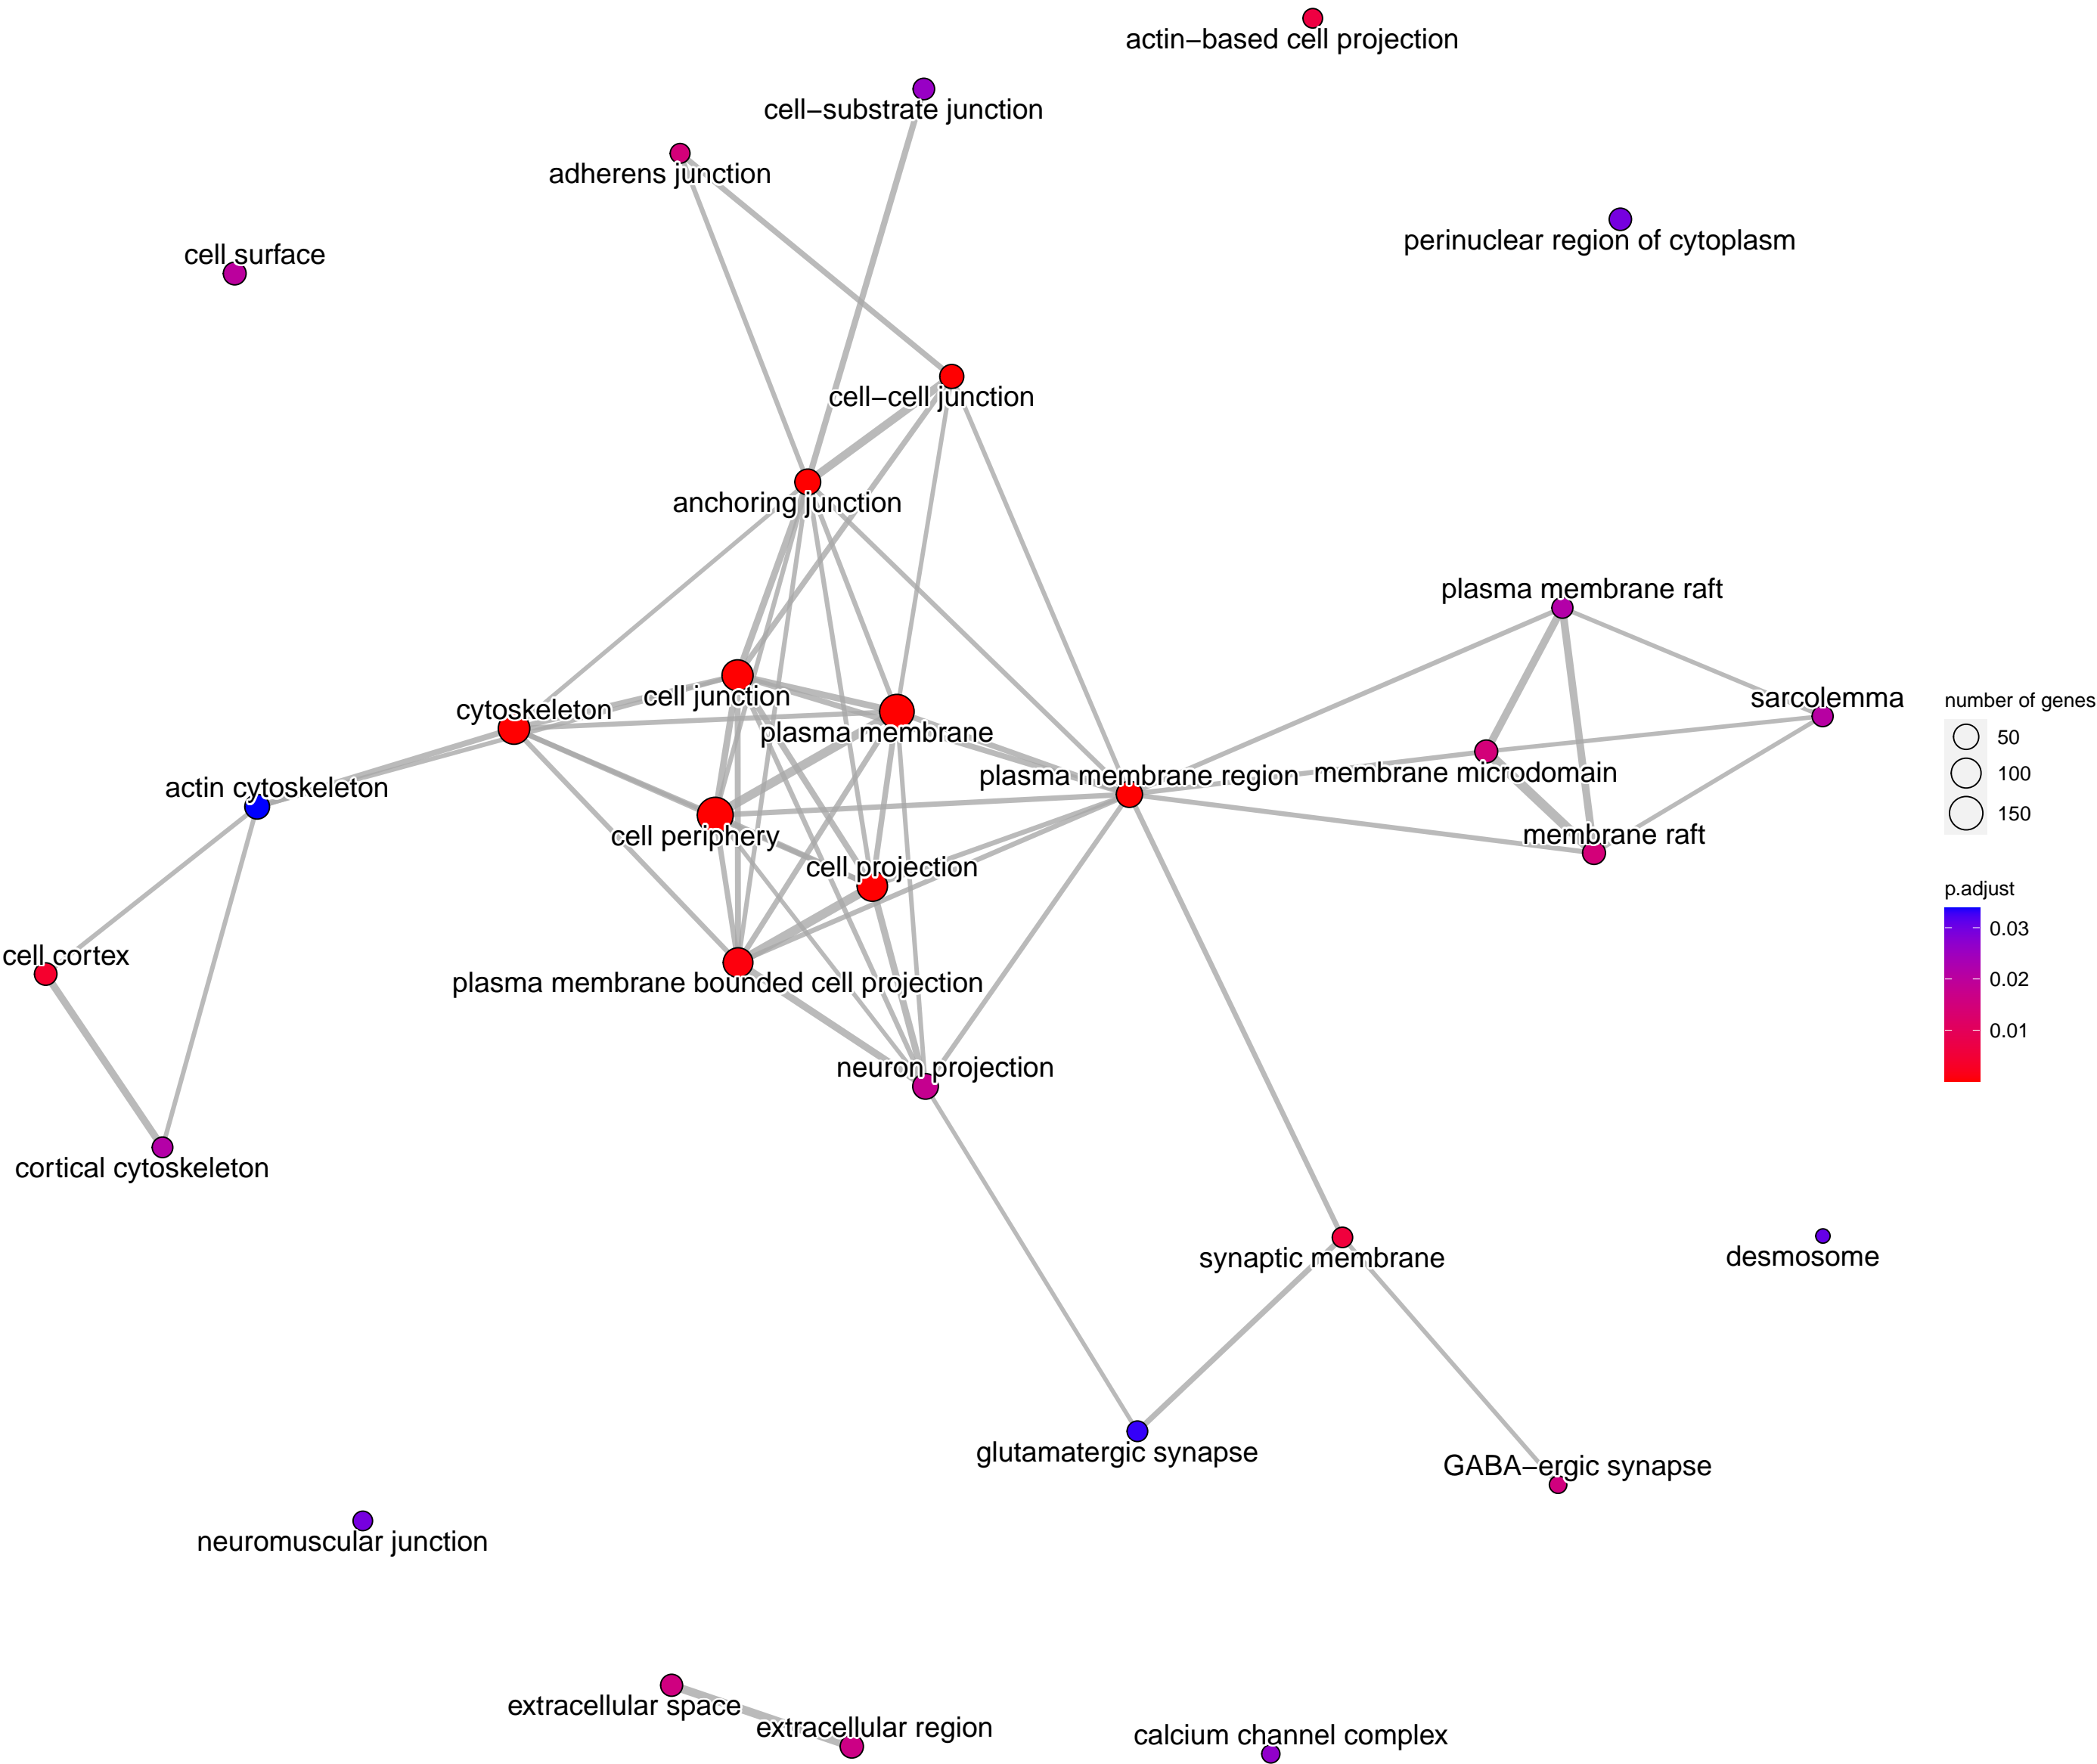 actin−based cell projection
cell−substrate junction
adherens junction
perinuclear region of cytoplasm
cell surface
cell−cell junction
anchoring junction
plasma membrane raft
cell junction
sarcolemma
number of genes
cytoskeleton
plasma membrane
50
plasma membrane region
membrane microdomain
100
actin cytoskeleton
150
cell periphery
membrane raft
cell projection
p.adjust
0.03
cell cortex
0.02
plasma membrane bounded cell projection
0.01
neuron projection
cortical cytoskeleton
synaptic membrane
desmosome
glutamatergic synapse
GABA−ergic synapse
neuromuscular junction
extracellular space
extracellular region
calcium channel complex